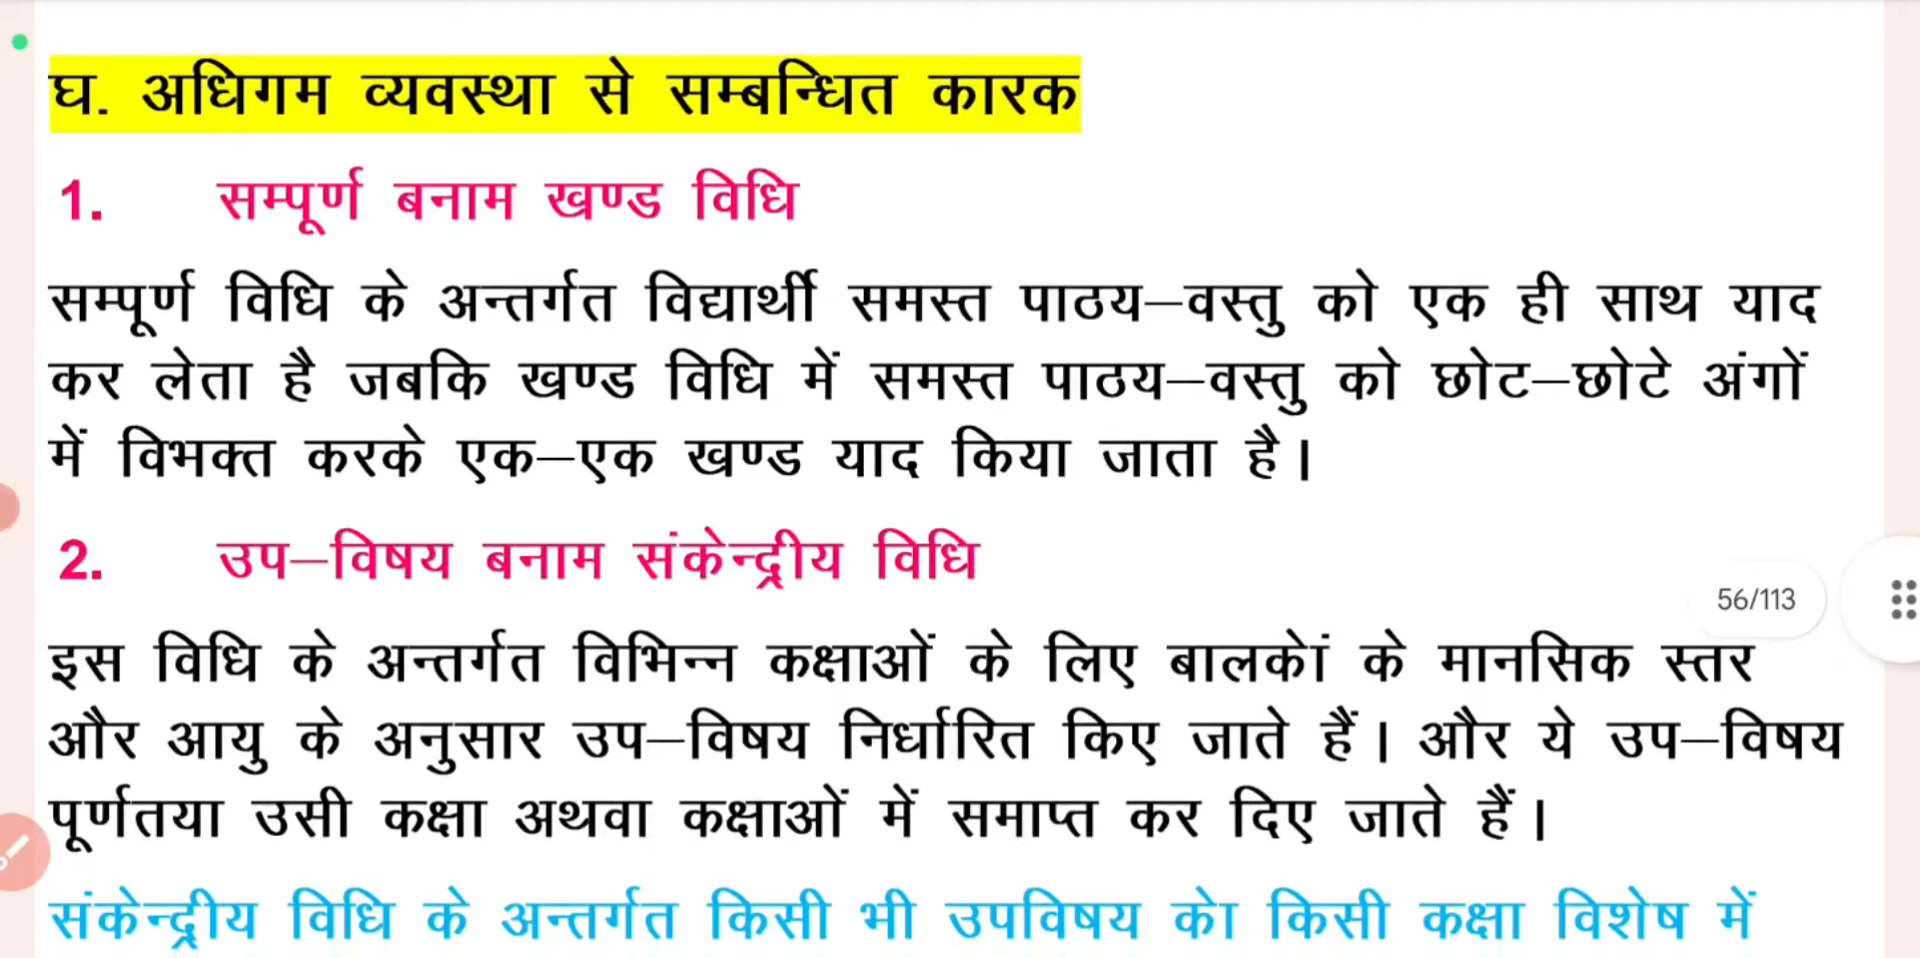 घ. अधिगम व्यवस्था से सम्बन्धित कारक
1. सम्पूर्ण बनाम खण्ड विधि
सम्पूर्ण विधि के अन्तर्गत विद्यार्थी समस्त पाठय–वस्तु को एक ही साथ याद
कर लेता है जबकि खण्ड विधि में समस्त पाठय–वस्तु को छोट–छोटे अंगों
में विभक्त करके एक–एक खण्ड याद किया जाता है।
2. उप–विषय बनाम संकेन्द्रीय विधि
56/113
इस विधि के अन्तर्गत विभिन्न कक्षाओं के लिए बालकेां के मानसिक स्तर
और आयु के अनुसार उप–विषय निर्धारित किए जाते हैं। और ये उप–विषय
पूर्णतया उसी कक्षा अथवा कक्षाओं में समाप्त कर दिए जाते हैं।
संकेन्द्रीय विधि के अन्तर्गत किसी भी उपविषय केा किसी कक्षा विशेष में